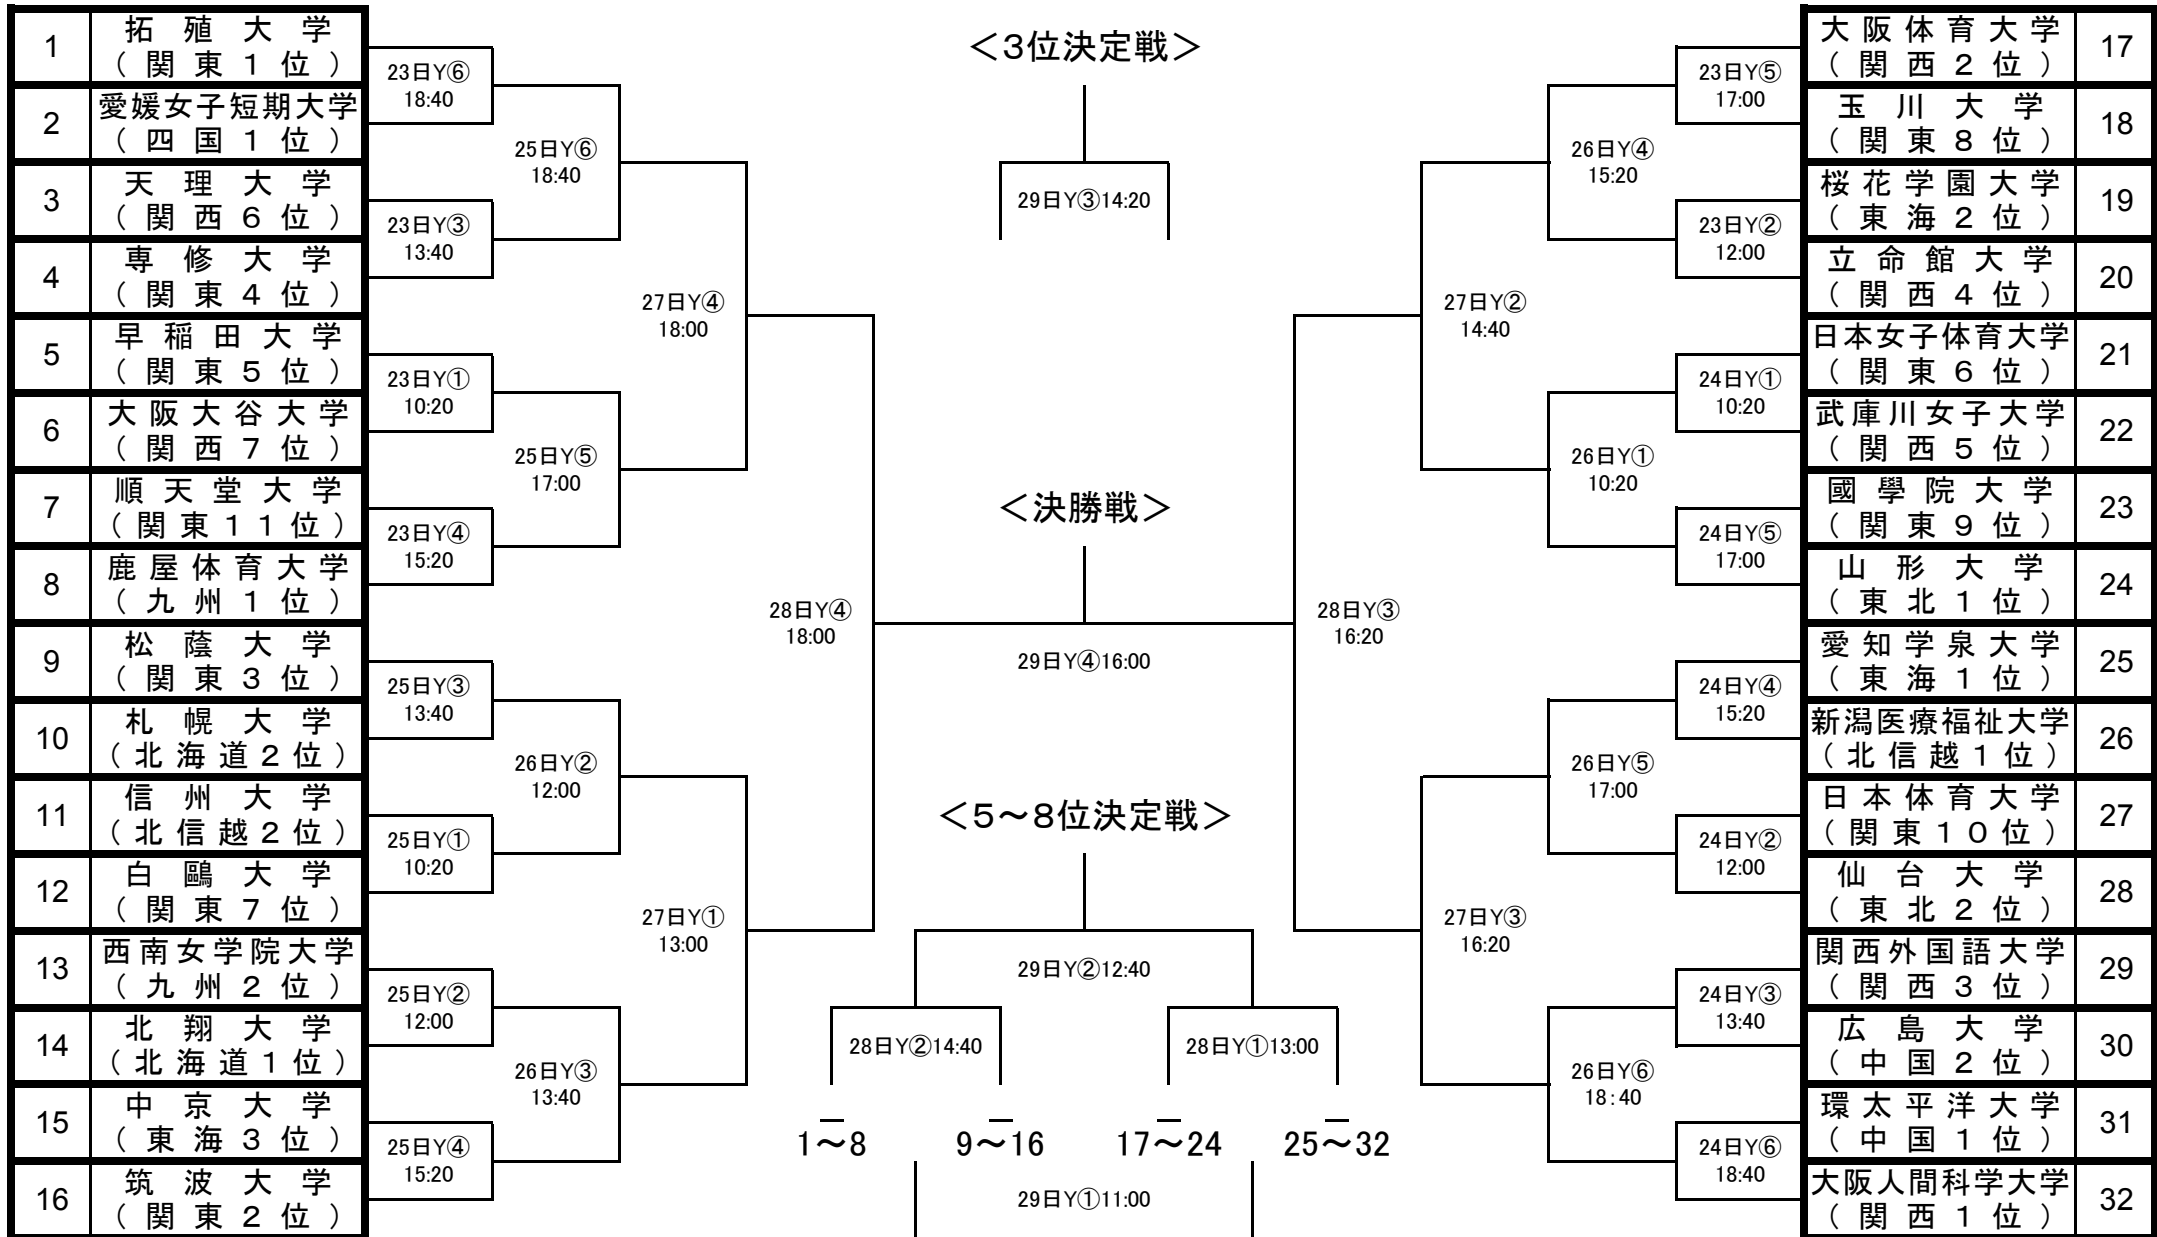 1
拓殖大学
(関東1位)
2
愛媛女子短期大学
(四国1位)
3
天理大学
(関西6位)
4
専修大学
(関東4位)
5
早稲田大学
(関東5位)
6
大阪大谷大学
(関西7位)
7
順天堂大学
(関東11位)
8
鹿屋体育大学
(九州1位)
9
松蔭大学
(関東3位)
10
札幌大学
(北海道2位)
11
信州大学
(北信越2位)
12
白鷗大学
(関東7位)
13
西南女学院大学
(九州2位)
14
北翔大学
(北海道1位)
15
中京大学
(東海3位)
16
筑波大学
(関東2位)
23日Y⑥
18:40
23日Y③
13:40
23日Y①
10:20
23日Y④
15:20
25日Y③
13:40
25日Y①
10:20
25日Y②
12:00
25日Y④
15:20
25日Y⑥
18:40
25日Y⑤
17:00
26日Y②
12:00
26日Y③
13:40
27日Y④
18:00
27日Y①
13:00
28日Y④
18:00
<3位決定戦>
29日Y③14:20
<決勝戦>
29日Y④16:00
<5~8位決定戦>
29日Y②12:40
28日Y②14:40
28日Y①13:00
1~8
9~16
17~24
25~32
29日Y①11:00
28日Y③
16:20
27日Y②
14:40
27日Y③
16:20
26日Y④
15:20
26日Y①
10:20
26日Y⑤
17:00
26日Y⑥
18:40
23日Y⑤
17:00
23日Y②
12:00
24日Y①
10:20
24日Y⑤
17:00
24日Y④
15:20
24日Y②
12:00
24日Y③
13:40
24日Y⑥
18:40
大阪体育大学
(関西2位)
17
玉川大学
(関東8位)
18
桜花学園大学
(東海2位)
19
立命館大学
(関西4位)
20
日本女子体育大学
(関東6位)
21
武庫川女子大学
(関西5位)
22
國學院大学
(関東9位)
23
山形大学
(東北1位)
24
愛知学泉大学
(東海1位)
25
新潟医療福祉大学
(北信越1位)
26
日本体育大学
(関東10位)
27
仙台大学
(東北2位)
28
関西外国語大学
(関西3位)
29
広島大学
(中国2位)
30
環太平洋大学
(中国1位)
31
大阪人間科学大学
(関西1位)
32